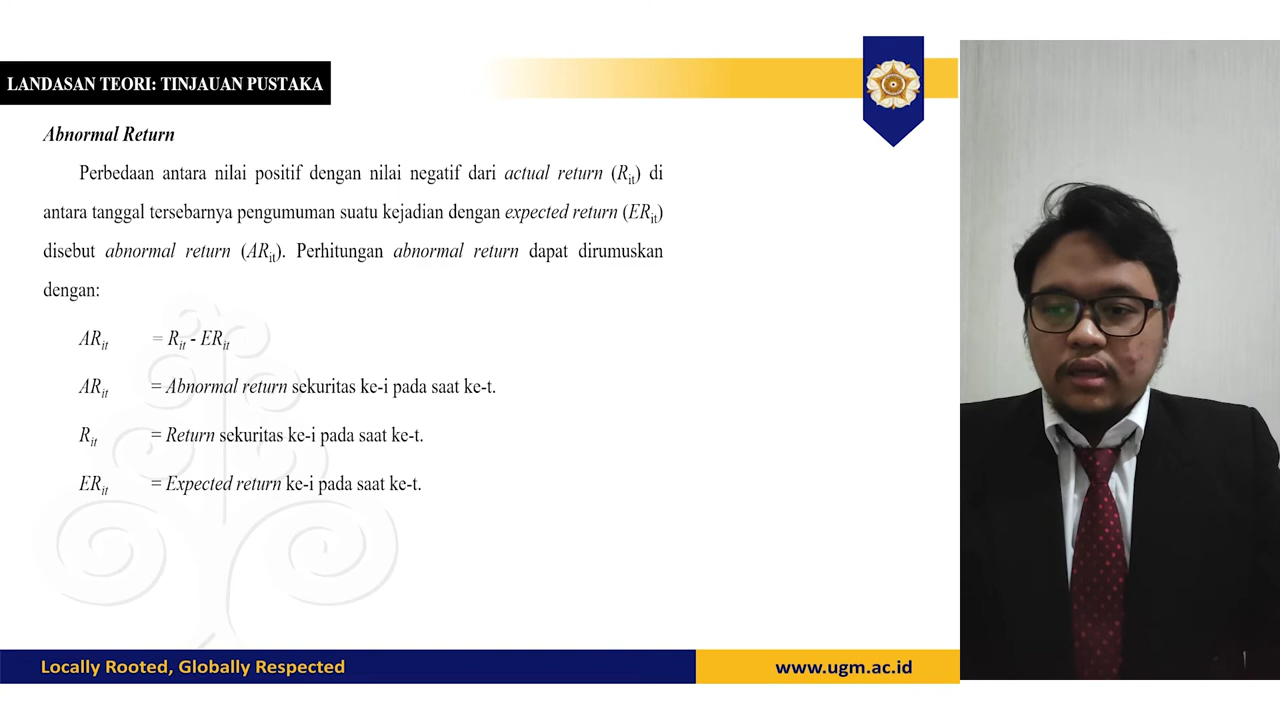 LANDASAN TEORI: TINJAUAN PUSTAKA
Abnormal Return
Perbedaan antara nilai positif dengan nilai negatif dari actual return (Rit) di
antara tanggal tersebarnya pengumuman suatu kejadian dengan expected return (ERit)
disebut abnormal return (ARit). Perhitungan abnormal return dapat dirumuskan
dengan:
ARit = Rit - ERit
ARit = Abnormal return sekuritas ke-i pada saat ke-t.
Rit = Return sekuritas ke-i pada saat ke-t.
ERit = Expected return ke-i pada saat ke-t.
Locally Rooted, Globally Respected
www.ugm.ac.id